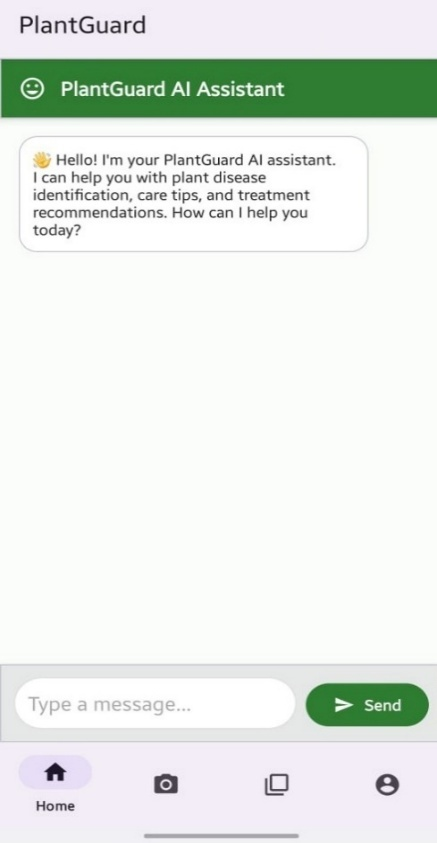 PlantGuard
PlantGuard AI Assistant
👋 Hello! I'm your PlantGuard AI assistant.
I can help you with plant disease
identification, care tips, and treatment
recommendations. How can I help you
today?
Type a message...
Send
Home